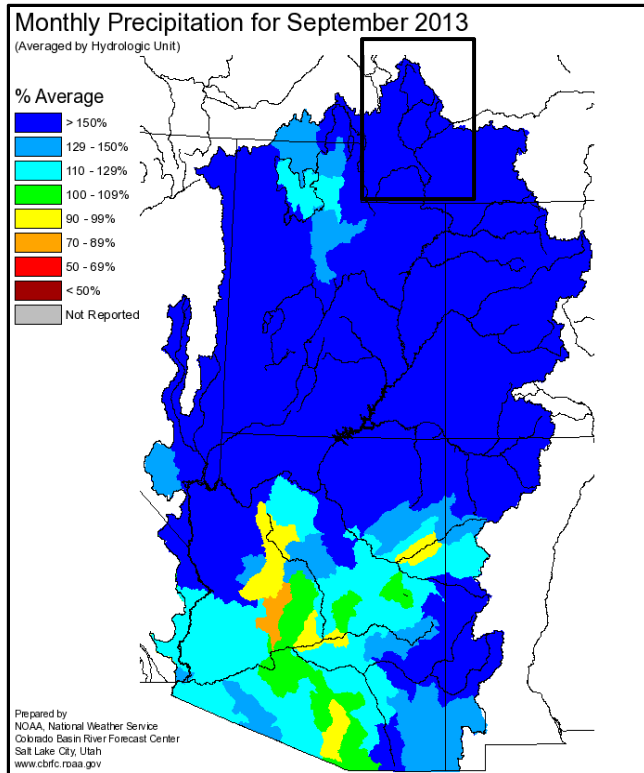 Monthly Precipitation for September 2013
(Averaged by Hydrologic Unit)
% Average
> 150%
129 - 150%
110 - 129%
100 - 109%
90 - 99%
70 - 89%
50 - 69%
< 50%
Not Reported
Prepared by
NOAA, National Weather Service
Colorado Basin River Forecast Center
Salt Lake City, Utah
www.cbrfc.noaa.gov